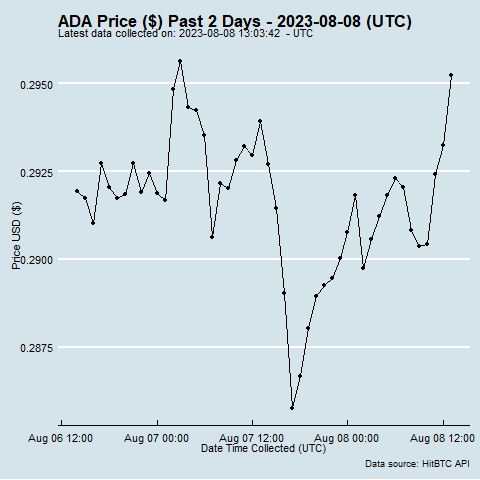 ADA Price ($) Past 2 Days - 2023-08-08 (UTC)
Latest data collected on: 2023-08-08 13:03:42 - UTC
0.2950
0.2925
0.2900
0.2875
Price USD ($)
Aug 06 12:00 Aug 07 00:00 Aug 07 12:00 Aug 08 00:00 Aug 08 12:00
Date Time Collected (UTC)
Data source: HitBTC API